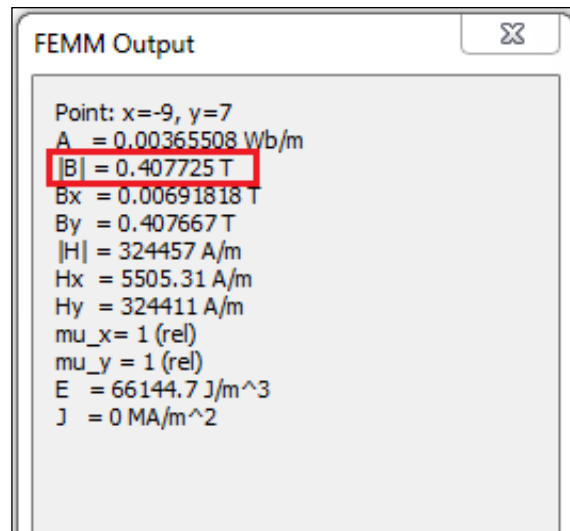 FEMM Output
Point: x=-9, y=7
A = 0.00365508 Wb/m
|B| = 0.407725 T
Bx = 0.00691818 T
By = 0.407667 T
|H| = 324457 A/m
Hx = 5505.31 A/m
Hy = 324411 A/m
mu_x= 1 (rel)
mu_y = 1 (rel)
E = 66144.7 J/m^3
J = 0 MA/m^2